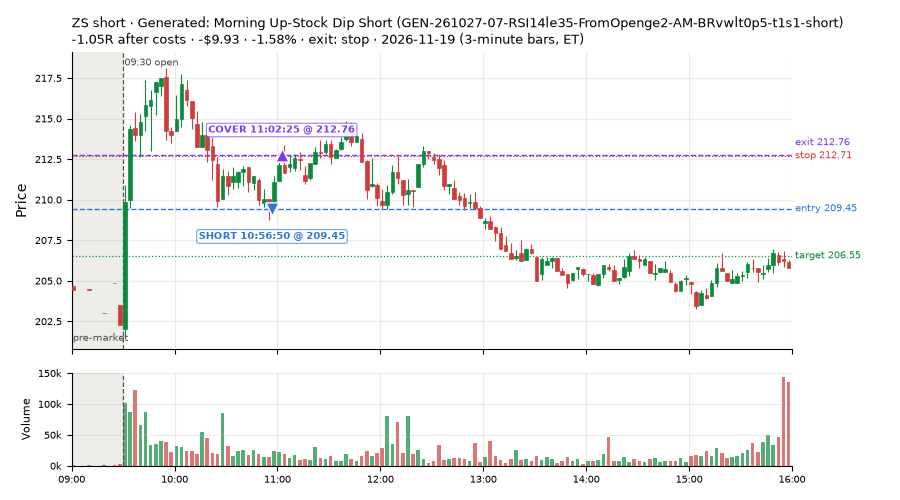 ZS short · Generated: Morning Up-Stock Dip Short (GEN-261027-07-RSI14le35-FromOpenge2-AM-BRvwlt0p5-t1s1-short)
-1.05R after costs · -$9.93 · -1.58% · exit: stop · 2026-11-19 (3-minute bars, ET)
09:30 open
217.5
215.0
212.5
210.0
207.5
205.0
202.5
Price
COVER 11:02:25 @ 212.76
SHORT 10:56:50 @ 209.45
exit 212.76
stop 212.71
entry 209.45
target 206.55
pre-market
150k
100k
50k
0k
Volume
09:00
10:00
11:00
12:00
13:00
14:00
15:00
16:00